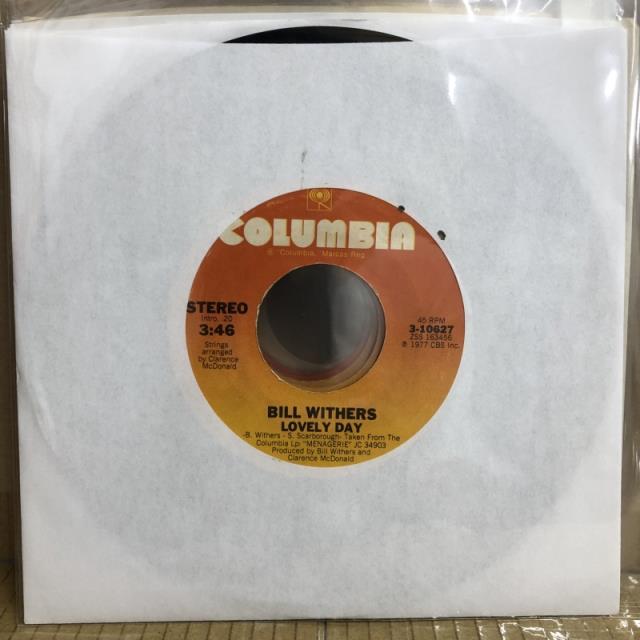 COLUMBIA
® Columbia, Marcas Reg.
STEREO
Intro. 20
3:46
Strings
arranged
by Clarence
McDonald
45 RPM
3-10627
ZSS 163456
℗ 1977 CBS Inc.
BILL WITHERS
LOVELY DAY
-B. Withers - S. Scarborough- Taken From The
Columbia Lp "MENAGERIE" JC 34903
Produced by Bill Withers and
Clarence McDonald